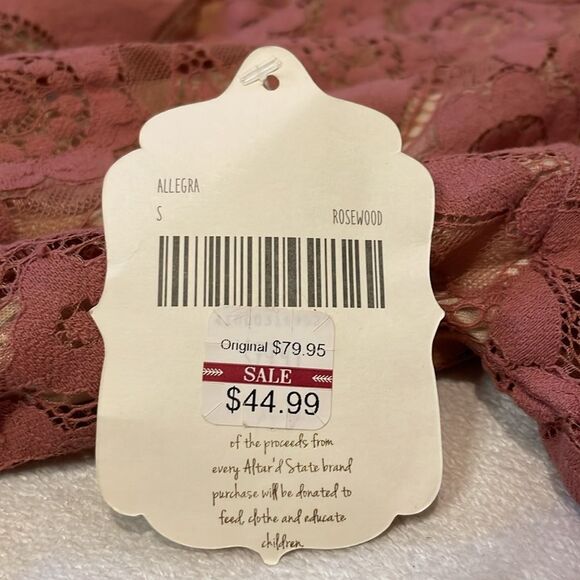 ALLEGRA
S ROSEWOOD
Original $79.95
SALE
$44.99
of the proceeds from
every Altar'd State brand
purchase will be donated to
feed, clothe and educate
children